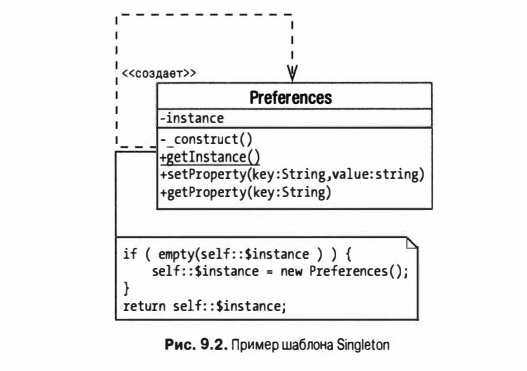 <<создает>>
Preferences
-instance
-_construct()
+getInstance()
+setProperty(key:String,value:string)
+getProperty(key:String)
if ( empty(self::$instance ) ) {
self::$instance = new Preferences();
}
return self::$instance;
Рис. 9.2. Пример шаблона Singleton